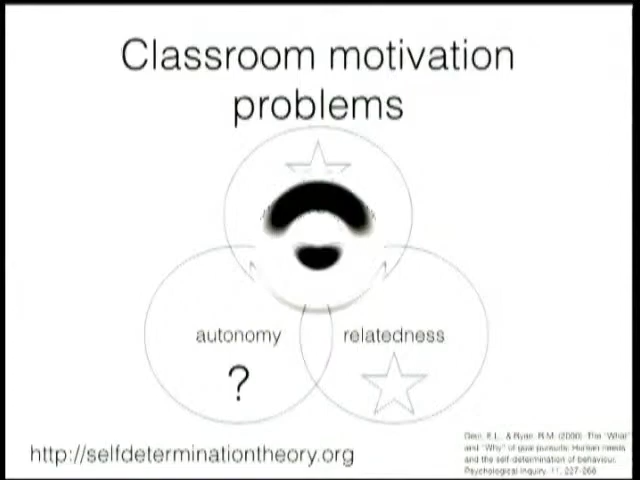 Classroom motivation
problems
autonomy
relatedness
?
http://selfdeterminationtheory.org
Deci, E.L., & Ryan, R.M. (2000). The "What"
and "Why" of goal pursuits: Human needs
and the self-determination of behaviour.
Psychological Inquiry, 11, 227-268